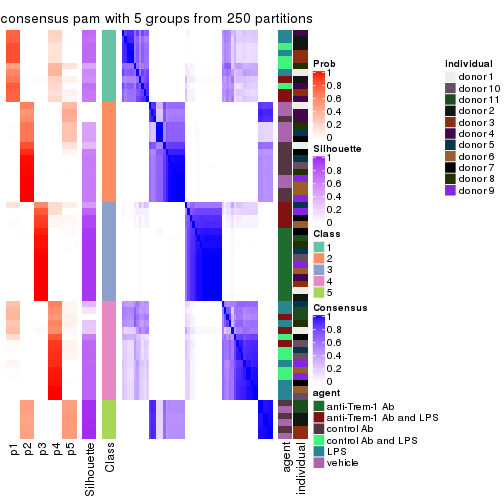 consensus pam with 5 groups from 250 partitions
Prob
1
0.8
0.6
0.4
0.2
0
Silhouette
1
0.8
0.6
0.4
0.2
0
Class
1
2
3
4
5
Consensus
1
0.8
0.6
0.4
0.2
0
agent
anti-Trem-1 Ab
anti-Trem-1 Ab and LPS
control Ab
control Ab and LPS
LPS
vehicle
individual
donor 1
donor 10
donor 11
donor 2
donor 3
donor 4
donor 5
donor 6
donor 7
donor 8
donor 9
p1
p2
p3
p4
p5
Silhouette
Class
agent
individual